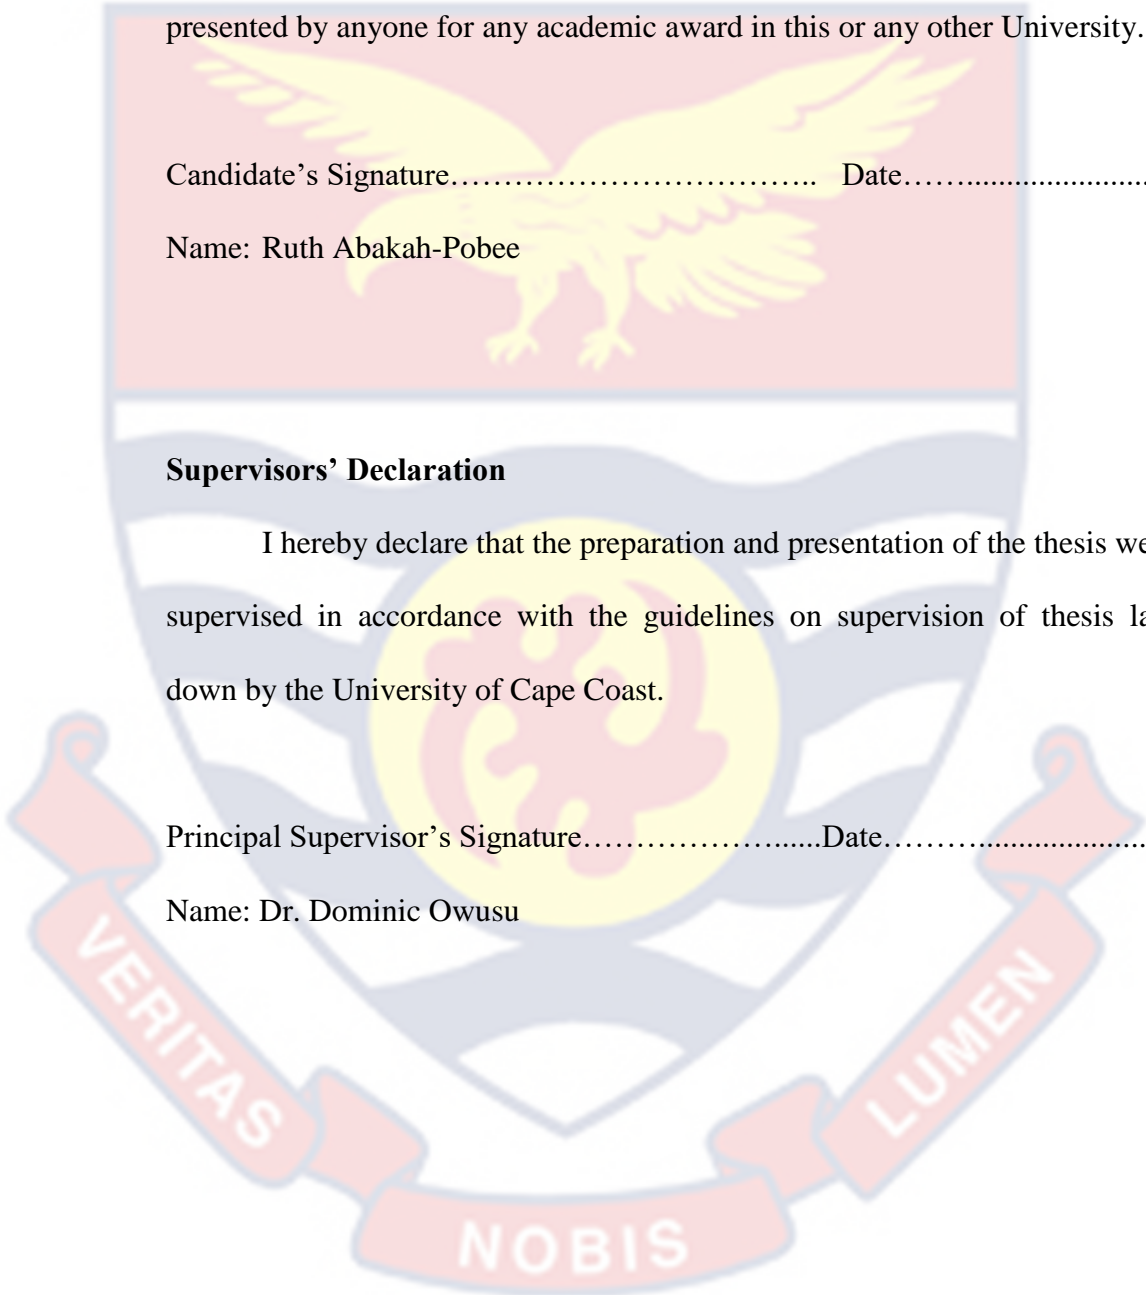 presented by anyone for any academic award in this or any other University.
Candidate’s Signature…………………………….. Date……........................
Name: Ruth Abakah-Pobee
Supervisors’ Declaration
I hereby declare that the preparation and presentation of the thesis
supervised in accordance with the guidelines on supervision of thesis
down by the University of Cape Coast.
Principal Supervisor’s Signature………………......Date………......................
Name: Dr. Dominic Owusu
VERITAS
NOBIS
LUMEN